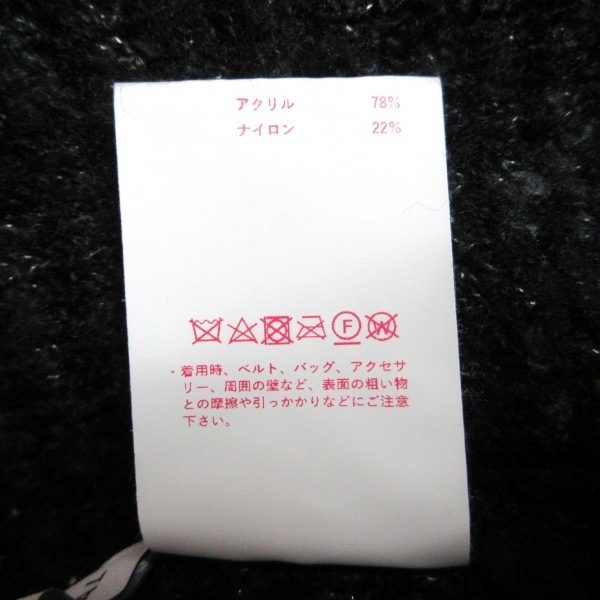 アクリル 78%
ナイロン 22%
F
W
・着用時、ベルト、バッグ、アクセサ
リー、周囲の壁など、表面の粗い物
との摩擦や引っかかりなどにご注意
下さい。